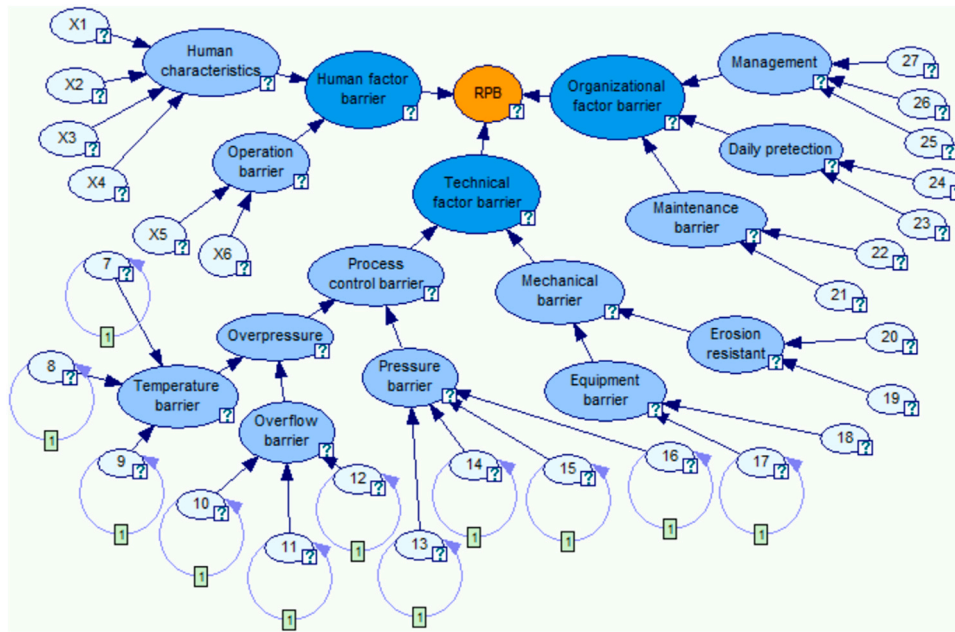 X1
Human
characteristics
?
X2
?
X3
?
X4
?
Human factor
barrier
?
RPB
?
Organizational
factor barrier
?
Management
?
27
?
26
?
25
?
Operation
barrier
?
X5
?
X6
?
Technical
factor barrier
?
Daily pretection
?
24
?
23
?
Maintenance
barrier
?
22
?
21
?
7
?
1
Process
control barrier
?
Mechanical
barrier
?
Overpressure
?
8
?
1
Temperature
barrier
?
Pressure
barrier
?
Equipment
barrier
?
Erosion
resistant
?
20
?
19
?
Overflow
barrier
?
18
?
9
?
1
10
?
1
11
?
1
12
?
1
13
?
1
14
?
1
15
?
1
16
?
1
17
?
1